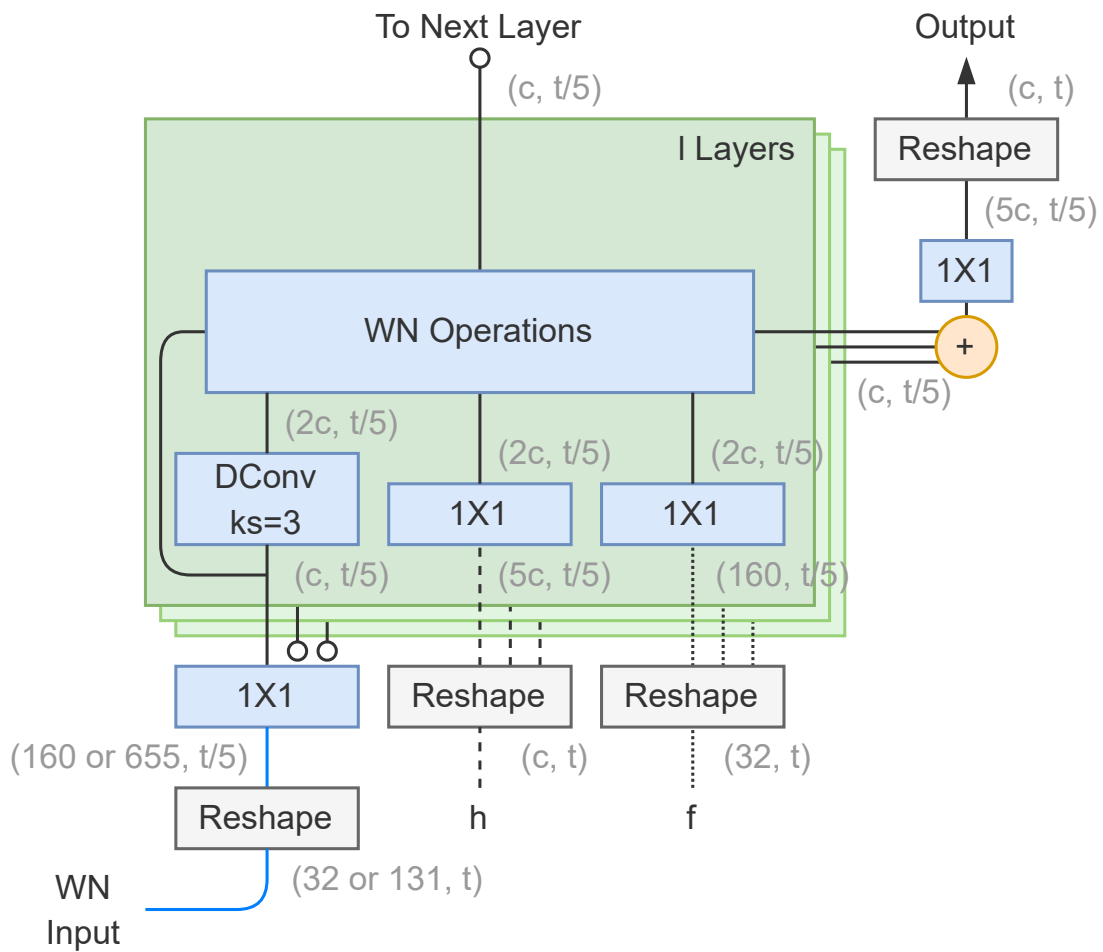 To Next Layer
Output
(c, t/5)
(c, t)
l Layers
Reshape
(5c, t/5)
1X1
WN Operations
+
(c, t/5)
(2c, t/5)
(2c, t/5)
(2c, t/5)
DConv
ks=3
1X1
1X1
(c, t/5)
(5c, t/5)
(160, t/5)
1X1
Reshape
Reshape
(160 or 655, t/5)
(c, t)
(32, t)
Reshape
h
f
(32 or 131, t)
WN
Input